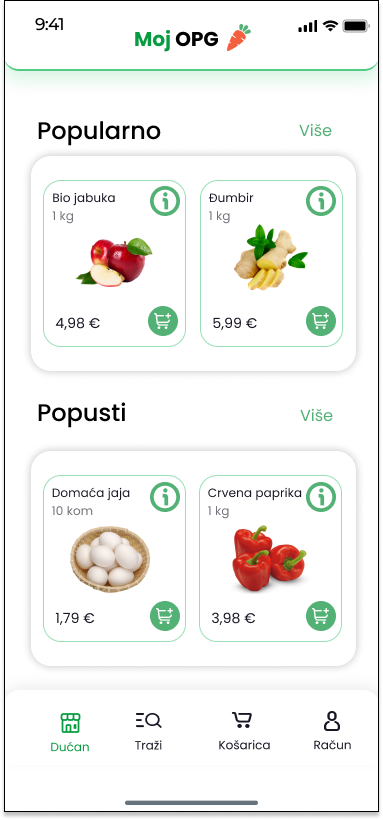 9:41
Moj OPG
Popularno
Više
Bio jabuka
1 kg
4,98 €
Đumbir
1 kg
5,99 €
Popusti
Više
Domaća jaja
10 kom
1,79 €
Crvena paprika
1 kg
3,98 €
Dućan
Traži
Košarica
Račun